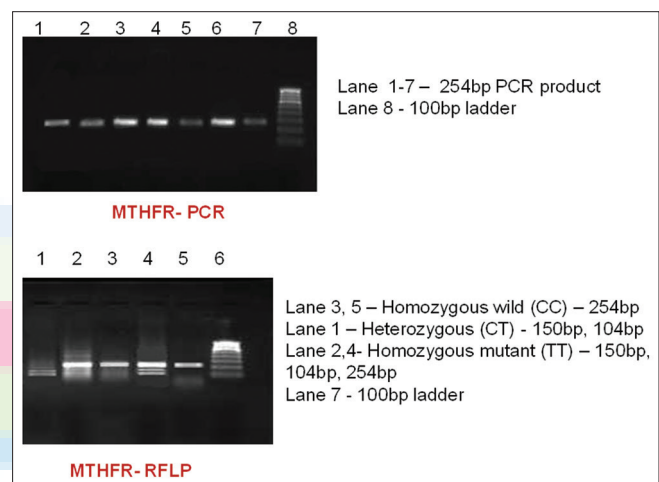 1 2 3 4 5 6 7 8
Lane 1-7 – 254bp PCR product
Lane 8 - 100bp ladder
MTHFR- PCR
1 2 3 4 5 6
Lane 3, 5 – Homozygous wild (CC) – 254bp
Lane 1 – Heterozygous (CT) - 150bp, 104bp
Lane 2,4- Homozygous mutant (TT) – 150bp,
104bp, 254bp
Lane 7 - 100bp ladder
MTHFR- RFLP